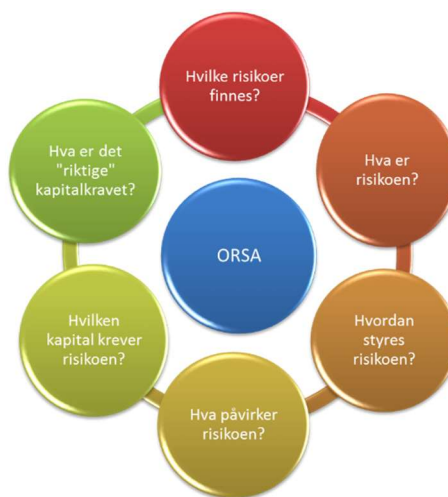 Hvilke risikoer
finnes?
Hva er
risikoen?
Hvordan
styres
risikoen?
Hva påvirker
risikoen?
Hvilken
kapital krever
risikoen?
Hva er det
"riktige"
kapitalkravet?
ORSA